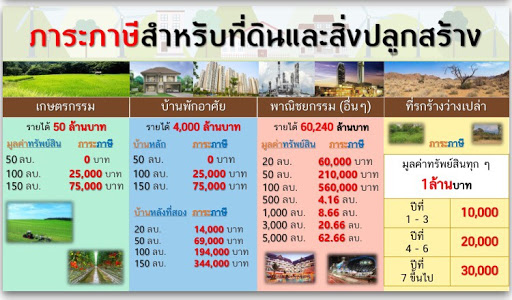 ภาระภาษีสำหรับที่ดินและสิ่งปลูกสร้าง
เกษตรกรรม
รายได้ 50 ล้านบาท
มูลค่าทรัพย์สิน ภาระภาษี
50 ลบ. 0 บาท
100 ลบ. 25,000 บาท
150 ลบ. 75,000 บาท
บ้านพักอาศัย
รายได้ 4,000 ล้านบาท
บ้านหลัก ภาระภาษี
50 ลบ. 0 บาท
100 ลบ. 25,000 บาท
150 ลบ. 75,000 บาท
บ้านหลังที่สอง ภาระภาษี
20 ลบ. 14,000 บาท
50 ลบ. 69,000 บาท
100 ลบ. 194,000 บาท
150 ลบ. 344,000 บาท
พาณิชยกรรม (อื่นๆ)
รายได้ 60,240 ล้านบาท
มูลค่าทรัพย์สิน ภาระภาษี
20 ลบ. 60,000 บาท
50 ลบ. 210,000 บาท
100 ลบ. 560,000 บาท
500 ลบ. 4.16 ลบ.
1,000 ลบ. 8.66 ลบ.
3,000 ลบ. 20.66 ลบ.
5,000 ลบ. 62.66 ลบ.
ที่รกร้างว่างเปล่า
มูลค่าทรัพย์สินทุก ๆ
1ล้านบาท
ปีที่
1 - 3
10,000
ปีที่
4 - 6
20,000
ปีที่
7 ขึ้นไป
30,000